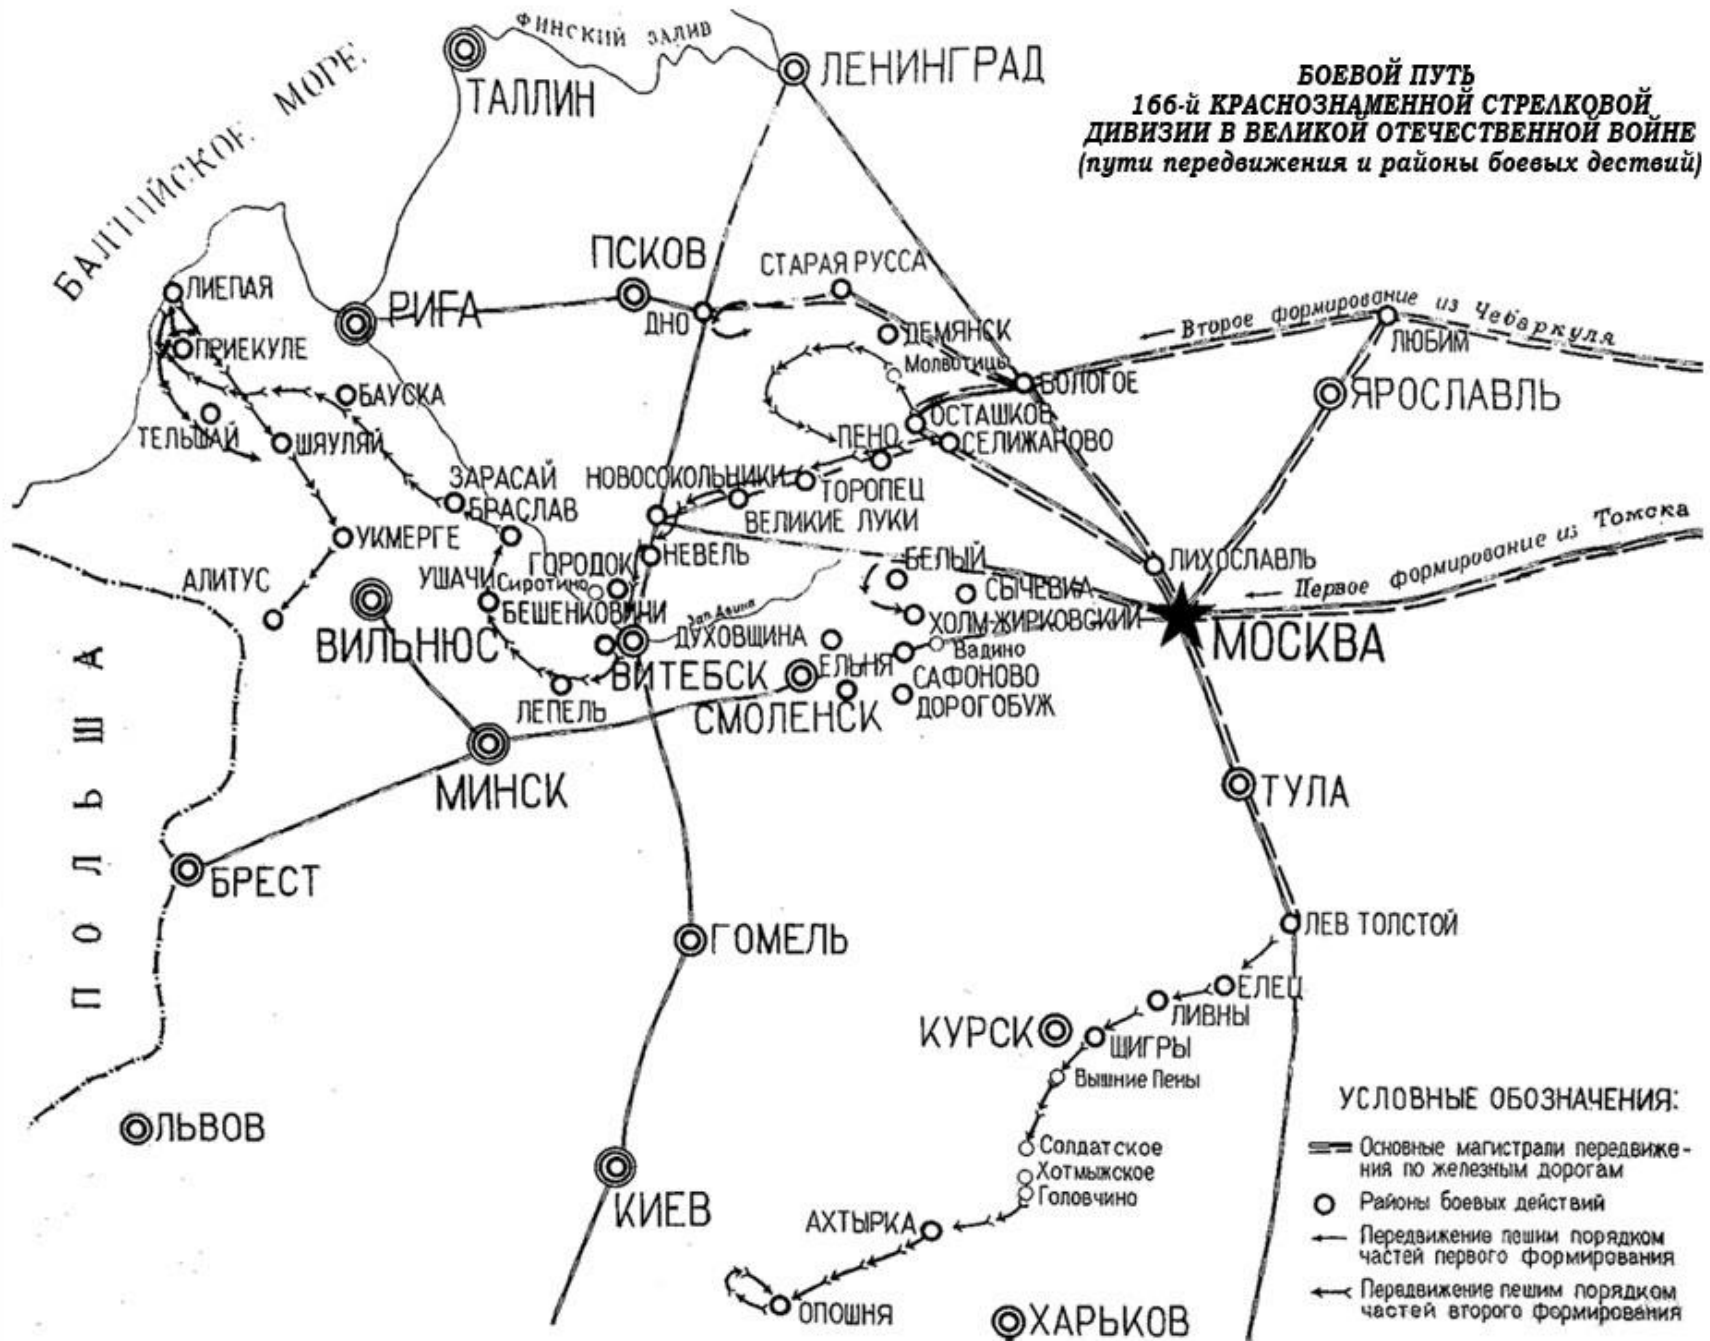 ФИНСКИЙ ЗАЛИВ
ТАЛЛИН
ЛЕНИНГРАД
БОЕВОЙ ПУТЬ
166-й КРАСНОЗНАМЕННОЙ СТРЕЛКОВОЙ
ДИВИЗИИ В ВЕЛИКОЙ ОТЕЧЕСТВЕННОЙ ВОЙНЕ
(пути передвижения и районы боевых дествий)
БАЛТИЙСКОЕ МОРЕ
ПСКОВ
СТАРАЯ РУССА
ЛИЕПАЯ
РИГА
ДНО
ДЕМЯНСК
Второе формирование из Чебаркуля
ЛЮБИМ
ПРИЕКУЛЕ
Молвотицы
БОЛОГОЕ
ЯРОСЛАВЛЬ
БАУСКА
ОСТАШКОВ
ТЕЛЬШАЙ
ШЯУЛЯЙ
ПЕНО
СЕЛИЖАНОВО
ЗАРАСАЙ
НОВОСОКОЛЬНИКИ
ТОРОПЕЦ
БРАСЛАВ
ВЕЛИКИЕ ЛУКИ
УКМЕРГЕ
НЕВЕЛЬ
ГОРОДОК
БЕЛЫЙ
ЛИХОСЛАВЛЬ
Первое формирование из Томска
АЛИТУС
УШАЧИ
Сиротино
СЫЧЕВКА
БЕШЕНКОВИЧИ
Зап Двина
ХОЛМ-ЖИРКОВСКИЙ
ВИЛЬНЮС
ДУХОВЩИНА
Вадино
МОСКВА
ВИТЕБСК
ЕЛЬНЯ
САФОНОВО
ЛЕПЕЛЬ
СМОЛЕНСК
ДОРОГОБУЖ
ПОЛЬША
МИНСК
ТУЛА
БРЕСТ
ГОМЕЛЬ
ЛЕВ ТОЛСТОЙ
ЕЛЕЦ
ЛИВНЫ
КУРСК
ЩИГРЫ
Вышние Пены
ЛЬВОВ
Солдатское
Хотмыжское
Головчино
КИЕВ
АХТЫРКА
ОПОШНЯ
ХАРЬКОВ
УСЛОВНЫЕ ОБОЗНАЧЕНИЯ:
Основные магистрали передвиже-
ния по железным дорогам
Районы боевых действий
Передвижение пешим порядком
частей первого формирования
Передвижение пешим порядком
частей второго формирования